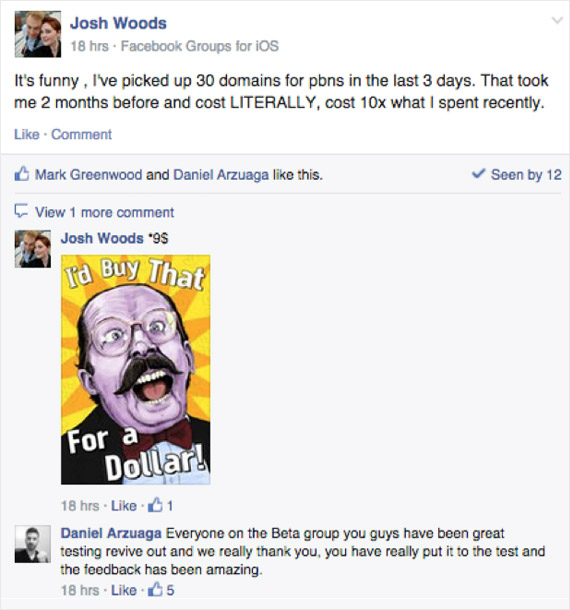 Josh Woods
18 hrs · Facebook Groups for iOS
It's funny , I've picked up 30 domains for pbns in the last 3 days. That took
me 2 months before and cost LITERALLY, cost 10x what I spent recently.
Like · Comment
Mark Greenwood and Daniel Arzuaga like this.
Seen by 12
View 1 more comment
Josh Woods *9$
I'd Buy That
For a
Dollar!
18 hrs · Like · 1
Daniel Arzuaga Everyone on the Beta group you guys have been great
testing revive out and we really thank you, you have really put it to the test and
the feedback has been amazing.
18 hrs · Like · 5